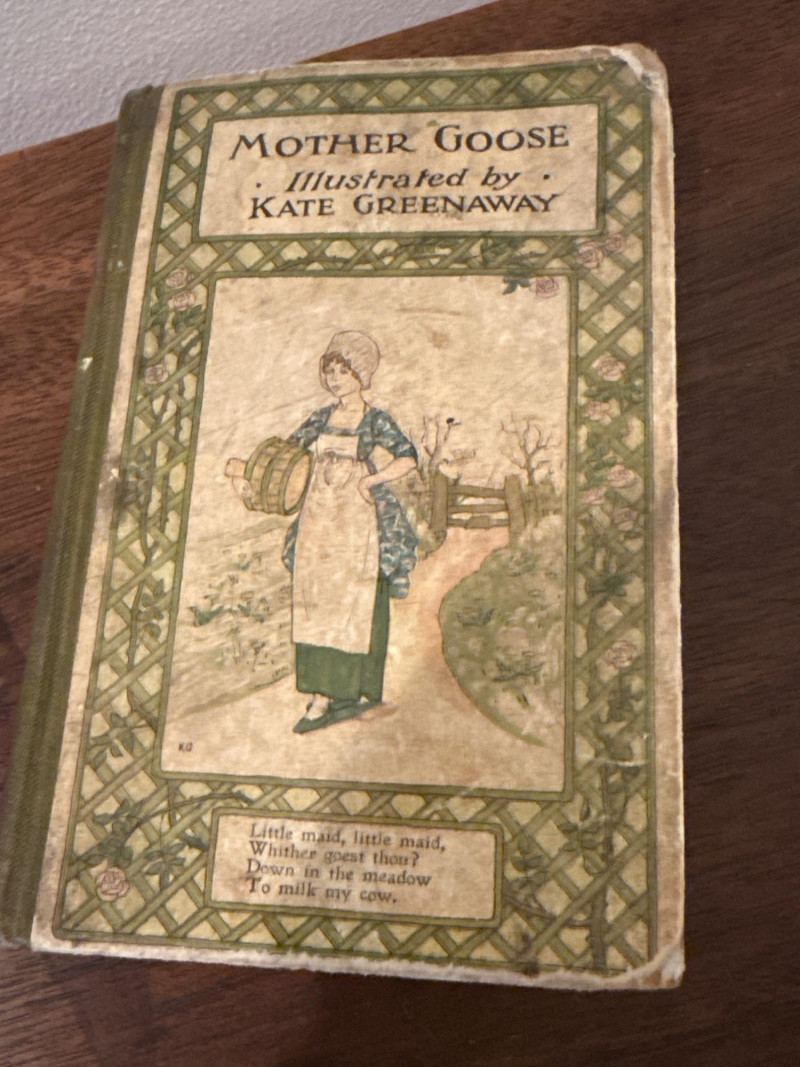 MOTHER GOOSE
· Illustrated by ·
KATE GREENAWAY
K.G
Little maid, little maid,
Whither goest thou?
Down in the meadow
To milk my cow.